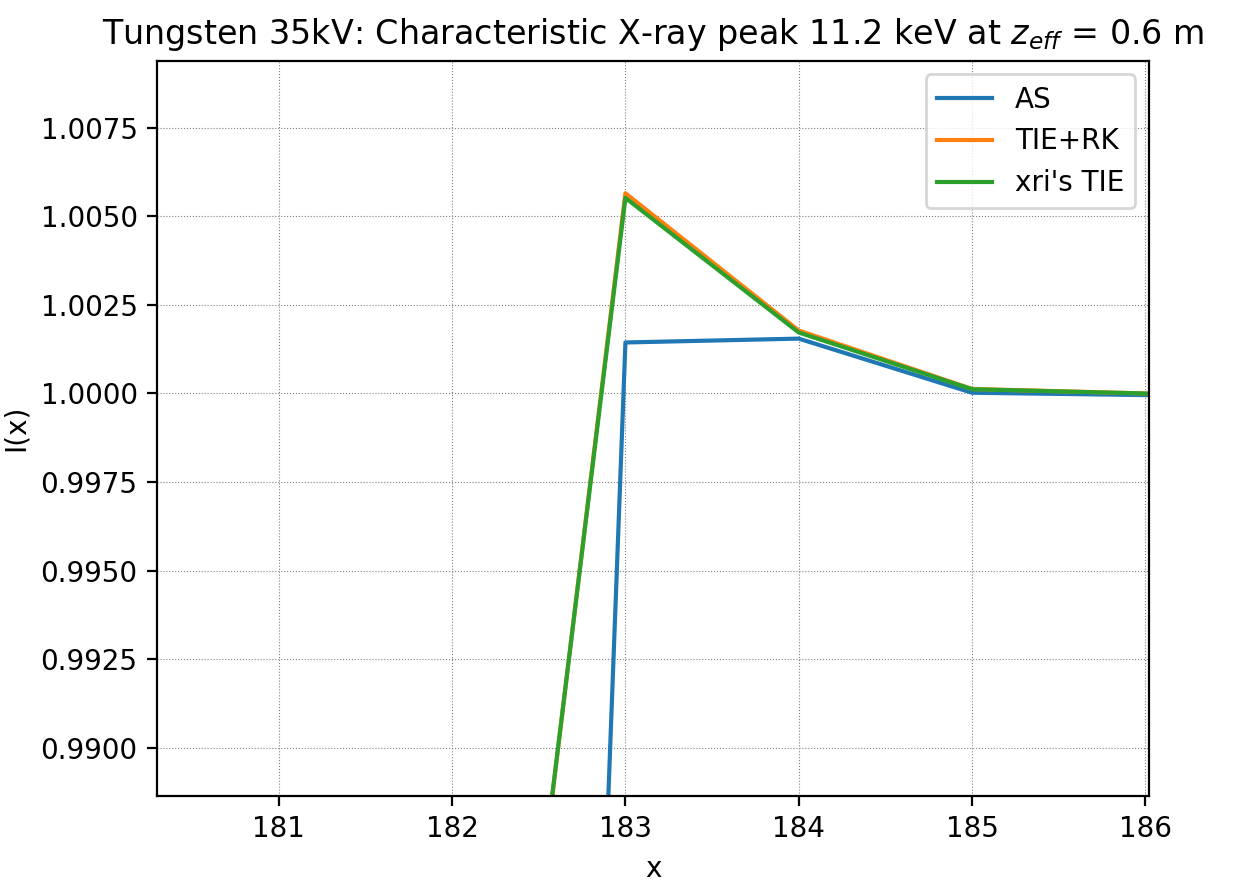 Tungsten 35kV: Characteristic X-ray peak 11.2 keV at z_eff = 0.6 m
AS
TIE+RK
xri's TIE
1.0075
1.0050
1.0025
1.0000
0.9975
0.9950
0.9925
0.9900
I(x)
181 182 183 184 185 186
x